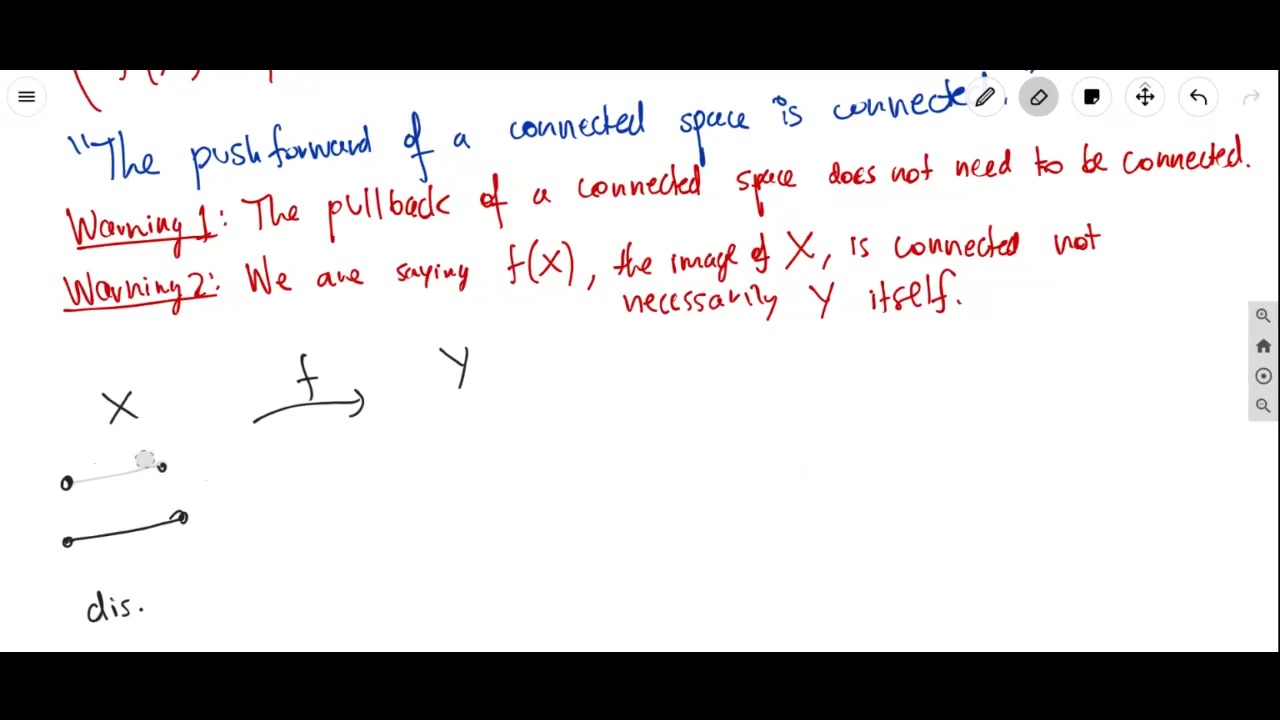 "The pushforward of a connected space is connected.
Warning 1: The pullback of a connected space does not need to be connected.
Warning 2: We are saying f(X), the image of X, is connected not
necessarily Y itself.
X f Y
dis.